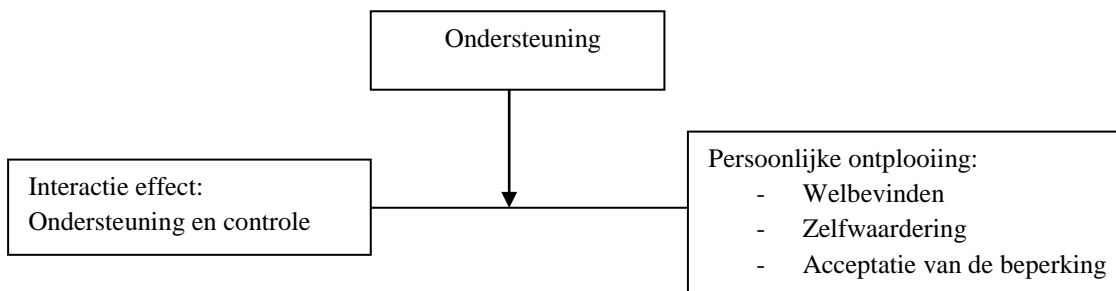 Ondersteuning
Interactie effect:
Ondersteuning en controle
Persoonlijke ontplooiing:
- Welbevinden
- Zelfwaardering
- Acceptatie van de beperking